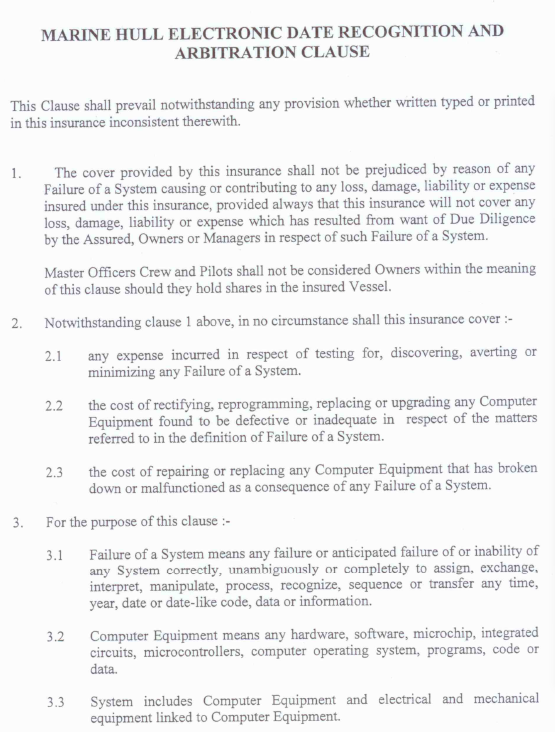 MARINE HULL ELECTRONIC DATE RECOGNITION AND
ARBITRATION CLAUSE
This Clause shall prevail notwithstanding any provision whether written typed or printed
in this insurance inconsistent therewith.
1. The cover provided by this insurance shall not be prejudiced by reason of any
Failure of a System causing or contributing to any loss, damage, liability or expense
insured under this insurance, provided always that this insurance will not cover any
loss, damage, liability or expense which has resulted from want of Due Diligence
by the Assured, Owners or Managers in respect of such Failure of a System.
Master Officers Crew and Pilots shall not be considered Owners within the meaning
of this clause should they hold shares in the insured Vessel.
2. Notwithstanding clause 1 above, in no circumstance shall this insurance cover :-
2.1 any expense incurred in respect of testing for, discovering, averting or
minimizing any Failure of a System.
2.2 the cost of rectifying, reprogramming, replacing or upgrading any Computer
Equipment found to be defective or inadequate in respect of the matters
referred to in the definition of Failure of a System.
2.3 the cost of repairing or replacing any Computer Equipment that has broken
down or malfunctioned as a consequence of any Failure of a System.
3. For the purpose of this clause :-
3.1 Failure of a System means any failure or anticipated failure of or inability of
any System correctly, unambiguously or completely to assign, exchange,
interpret, manipulate, process, recognize, sequence or transfer any time,
year, date or date-like code, data or information.
3.2 Computer Equipment means any hardware, software, microchip, integrated
circuits, microcontrollers, computer operating system, programs, code or
data.
3.3 System includes Computer Equipment and electrical and mechanical
equipment linked to Computer Equipment.